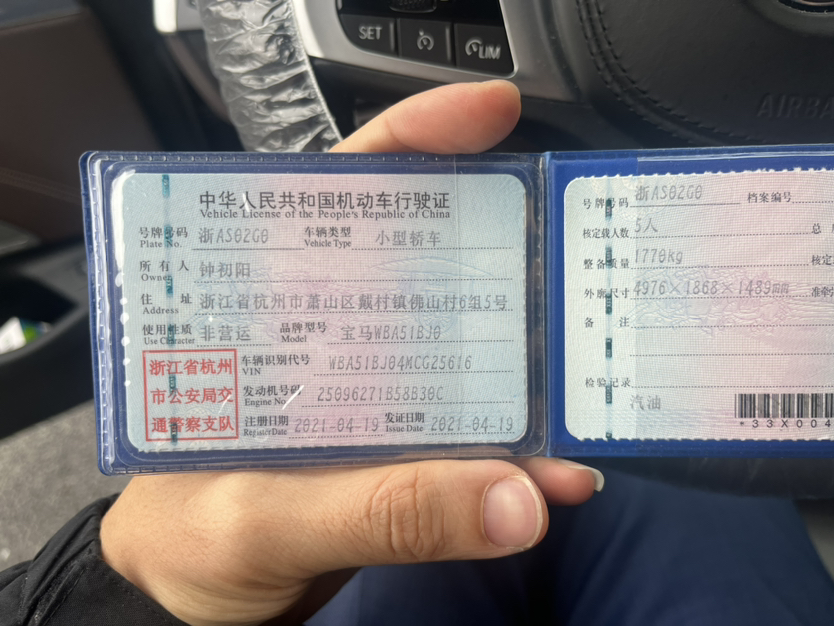 SET
LIM
AIRBA
中华人民共和国机动车行驶证
Vehicle License of the People's Republic of China
号牌号码 浙AS02G0 车辆类型 小型轿车
Plate No. Vehicle Type
所有人 钟初阳
Owner
住址 浙江省杭州市萧山区戴村镇佛山村6组5号
Address
使用性质 非营运 品牌型号 宝马WBA51BJ0
Use Character Model
浙江省杭州
市公安局交
通警察支队
车辆识别代号 WBA51BJ04MCG25616
VIN
发动机号码 25096271B58B30C
Engine No.
注册日期 2021-04-19 发证日期 2021-04-19
Register Date Issue Date
号牌号码 浙AS02G0 档案编号
核定载人数 5人 总
整备质量 1770kg 核定
外廓尺寸 4976×1868×1489mm 准牵
备注
检验记录
汽油
*33X004